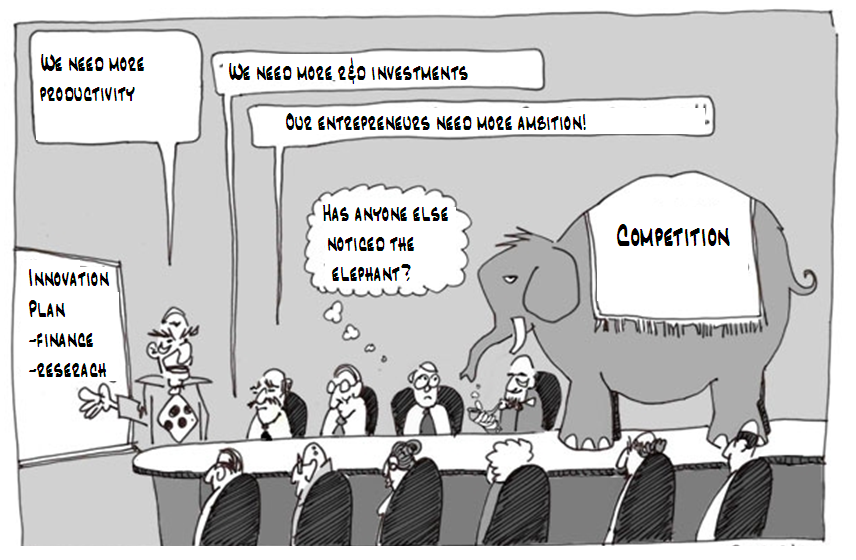 We need more
productivity
We need more R&D investments
Our entrepreneurs need more ambition!
Has anyone else
noticed the
elephant?
Competition
Innovation
Plan
-finance
-reserach